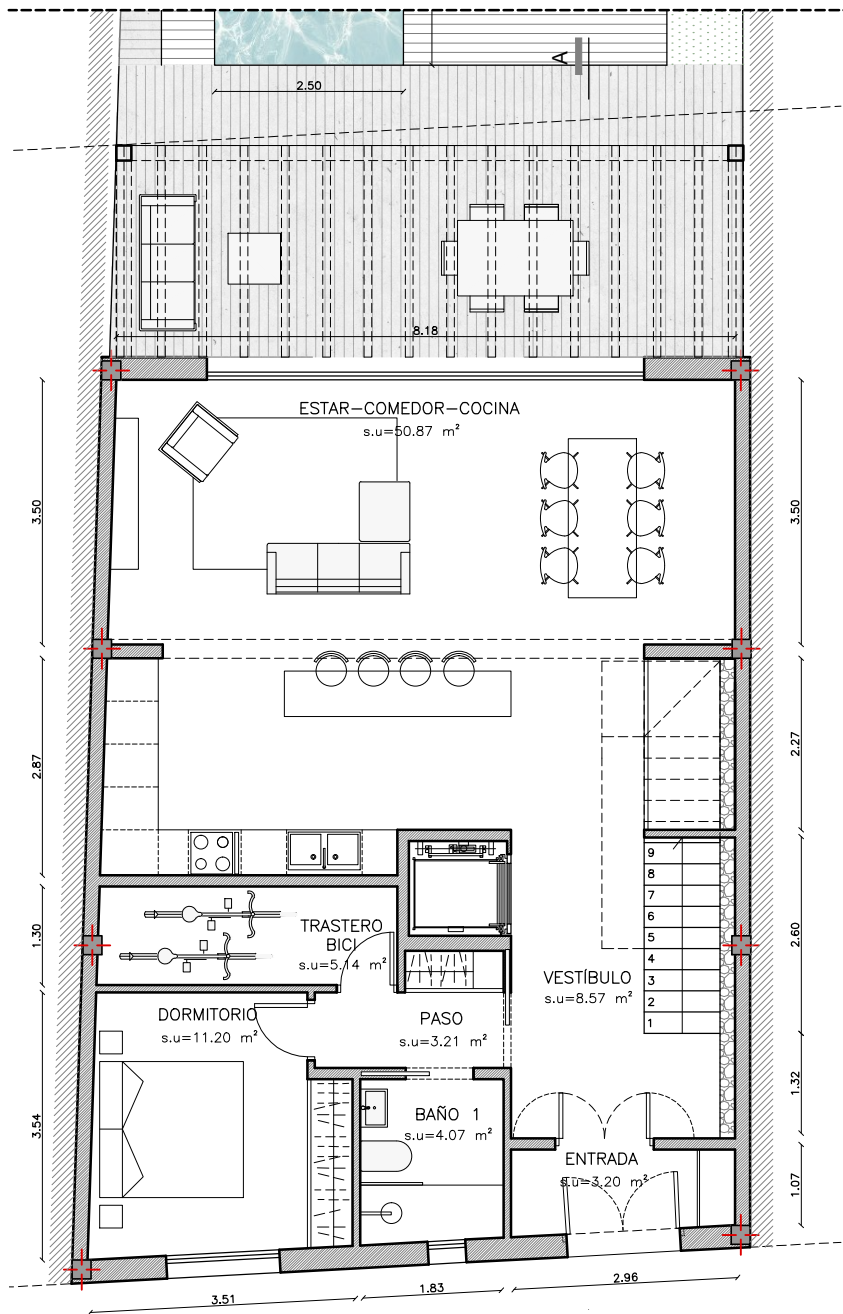 A
2.50
8.18
ESTAR-COMEDOR-COCINA
s.u=50.87 m²
3.50
3.50
2.87
2.27
9
8
7
6
5
4
3
2
1
2.60
1.30
TRASTERO
BICI
s.u=5.14 m²
VESTÍBULO
s.u=8.57 m²
DORMITORIO
s.u=11.20 m²
PASO
s.u=3.21 m²
1.32
3.54
BAÑO 1
s.u=4.07 m²
ENTRADA
s.u=3.20 m²
1.07
3.51
1.83
2.96